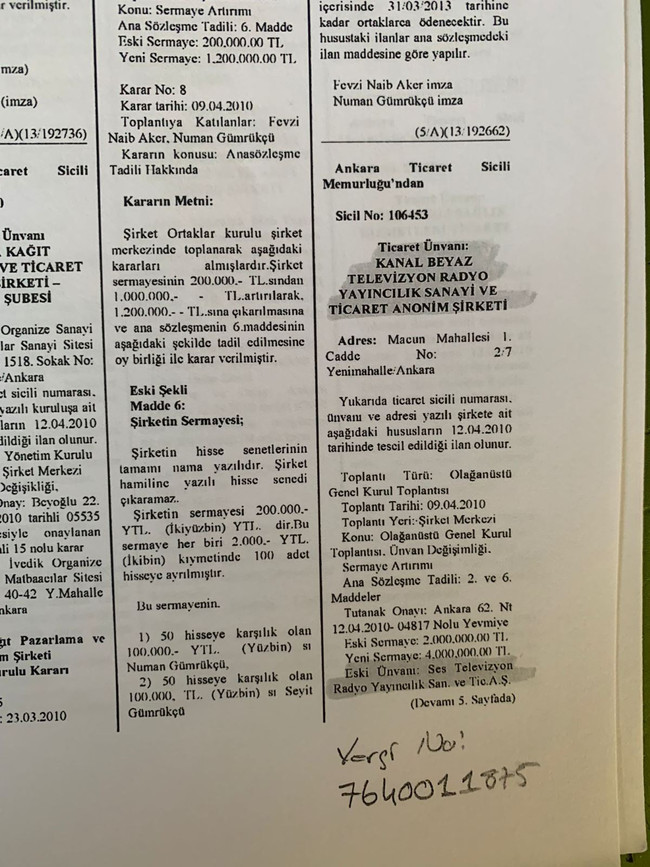 r verilmiştir.
mza)
(imza)
/A)(13/192736)
caret Sicili
Ünvanı
KAĞIT
VE TİCARET
İRKETİ –
ŞUBESİ
Organize Sanayi
lar Sanayi Sitesi
1518. Sokak No:
/Ankara
et sicili numarası,
yazılı kuruluşa ait
ların 12.04.2010
dildiği ilan olunur.
Yönetim Kurulu
Şirket Merkezi
Değişikliği,
Onay: Beyoğlu 22.
2010 tarihli 05535
esiyle onaylanan
li 15 nolu karar
İvedik Organize
Matbaacılar Sitesi
40-42 Y.Mahalle
nkara
ğıt Pazarlama ve
m Şirketi
urulu Kararı
: 23.03.2010
Konu: Sermaye Artırımı
Ana Sözleşme Tadili: 6. Madde
Eski Sermaye: 200,000.00 TL
Yeni Sermaye: 1.200.000.00 TL
Karar No: 8
Karar tarihi: 09.04.2010
Toplantıya Katılanlar: Fevzi
Naib Aker, Numan Gümrükçü
Kararın konusu: Anasözleşme
Tadili Hakkında
Kararın Metni:
Şirket Ortaklar kurulu şirket
merkezinde toplanarak aşağıdaki
kararları almışlardır.Şirket
sermayesinin 200.000.- TL.sından
1.000.000.- - TL.artırılarak,
1.200.000.- - TL.sına çıkarılmasına
ve ana sözleşmenin 6.maddesinin
aşağıdaki şekilde tadil edilmesine
oy birliği ile karar verilmiştir.
Eski Şekli
Madde 6:
Şirketin Sermayesi;
Şirketin hisse senetlerinin
tamamı nama yazılıdır. Şirket
hamiline yazılı hisse senedi
çıkaramaz..
Şirketin sermayesi 200.000.-
YTL. (İkiyüzbin) YTL. dir.Bu
sermaye her biri 2.000.- YTL.
(İkibin) kıymetinde 100 adet
hisseye ayrılmıştır.
Bu sermayenin.
1) 50 hisseye karşılık olan
100.000.- YTL. (Yüzbin) sı
Numan Gümrükçü,
2) 50 hisseye karşılık olan
100.000, TL. (Yüzbin) sı Seyit
Gümrükçü
içerisinde 31/03/2013 tarihine
kadar ortaklarca ödenecektir. Bu
husustaki ilanlar ana sözleşmedeki
ilan maddesine göre yapılır.
Fevzi Naib Aker imza
Numan Gümrükçü imza
(5/A)(13/192662)
Ankara Ticaret Sicili
Memurluğu'ndan
Sicil No: 106453
Ticaret Ünvanı:
KANAL BEYAZ
TELEVİZYON RADYO
YAYINCILIK SANAYİ VE
TİCARET ANONİM ŞİRKETİ
Adres: Macun Mahallesi 1.
Cadde No: 2/7
Yenimahalle/Ankara
Yukarıda ticaret sicili numarası,
ünvanı ve adresi yazılı şirkete ait
aşağıdaki hususların 12.04.2010
tarihinde tescil edildiği ilan olunur.
Toplantı Türü: Olağanüstü
Genel Kurul Toplantısı
Toplantı Tarihi: 09.04.2010
Toplantı Yeri: Şirket Merkezi
Konu: Olağanüstü Genel Kurul
Toplantısı, Ünvan Değişimliği,
Sermaye Artırımı
Ana Sözleşme Tadili: 2. ve 6.
Maddeler
Tutanak Onayı: Ankara 62. Nt
12.04.2010- 04817 Nolu Yevmiye
Eski Sermaye: 2.000,000.00 TL
Yeni Sermaye: 4.000,000.00 TL
Eski Ünvanı: Ses Televizyon
Radyo Yayıncılık San. ve Tic.A.Ş.
(Devamı 5. Sayfada)
Vergi No:
7640011875